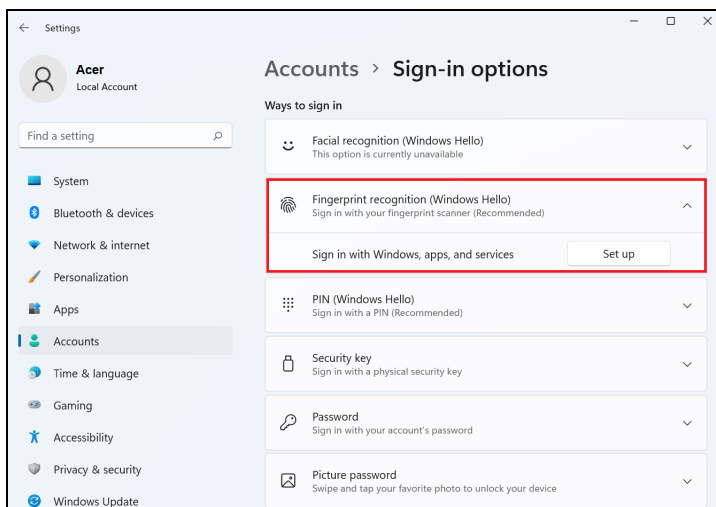 Settings
Acer
Local Account
Find a setting
System
Bluetooth & devices
Network & internet
Personalization
Apps
Accounts
Time & language
Gaming
Accessibility
Privacy & security
Windows Update
Accounts > Sign-in options
Ways to sign in
Facial recognition (Windows Hello)
This option is currently unavailable
Fingerprint recognition (Windows Hello)
Sign in with your fingerprint scanner (Recommended)
Sign in with Windows, apps, and services
Set up
PIN (Windows Hello)
Sign in with a PIN (Recommended)
Security key
Sign in with a physical security key
Password
Sign in with your account's password
Picture password
Swipe and tap your favorite photo to unlock your device